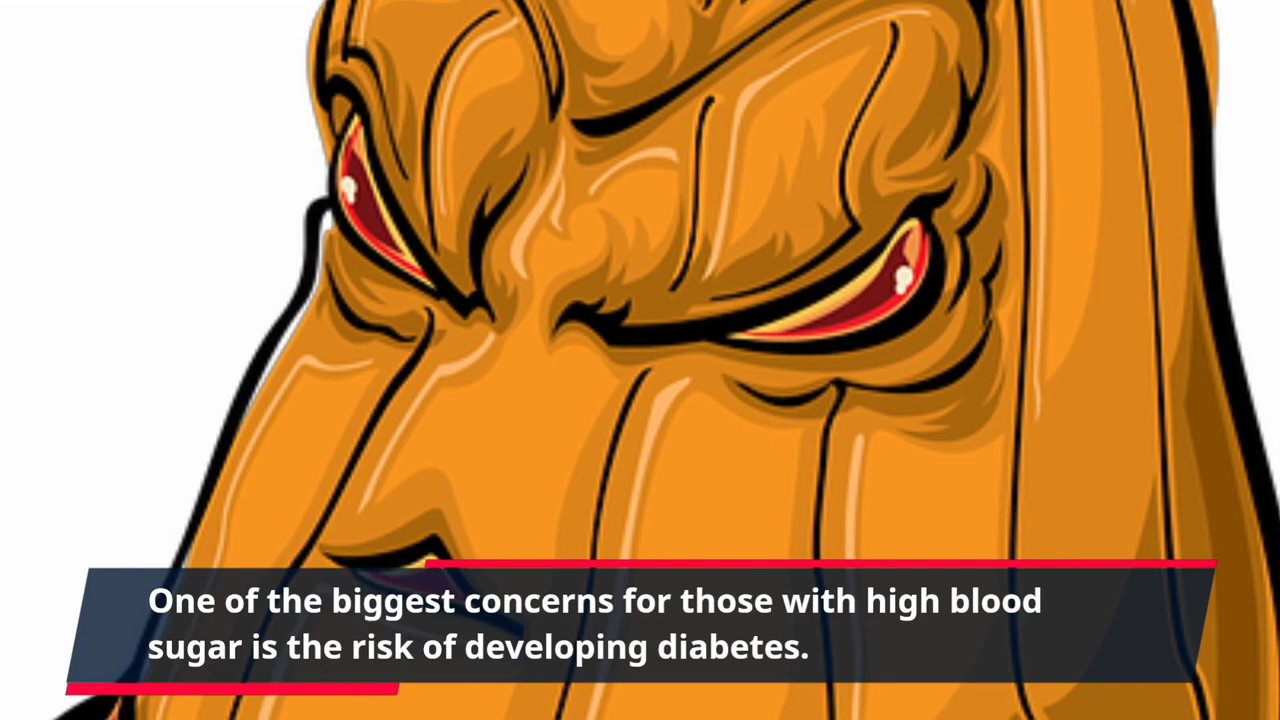 One of the biggest concerns for those with high blood
sugar is the risk of developing diabetes.